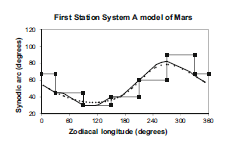 First Station System A model of Mars
Synodic arc (degrees)
120
100
80
60
40
20
0 60 120 180 240 300 360
Zodiacal longitude (degrees)